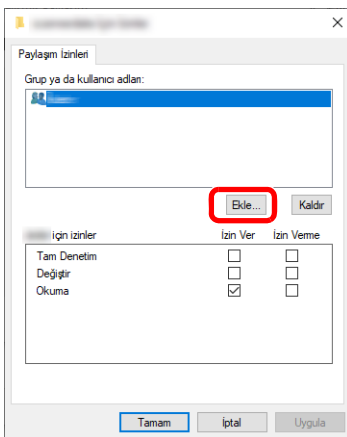 Paylaşım İzinleri
Grup ya da kullanıcı adları:
Ekle...
Kaldır
için izinler
İzin Ver
İzin Verme
Tam Denetim
Değiştir
Okuma
Tamam
İptal
Uygula